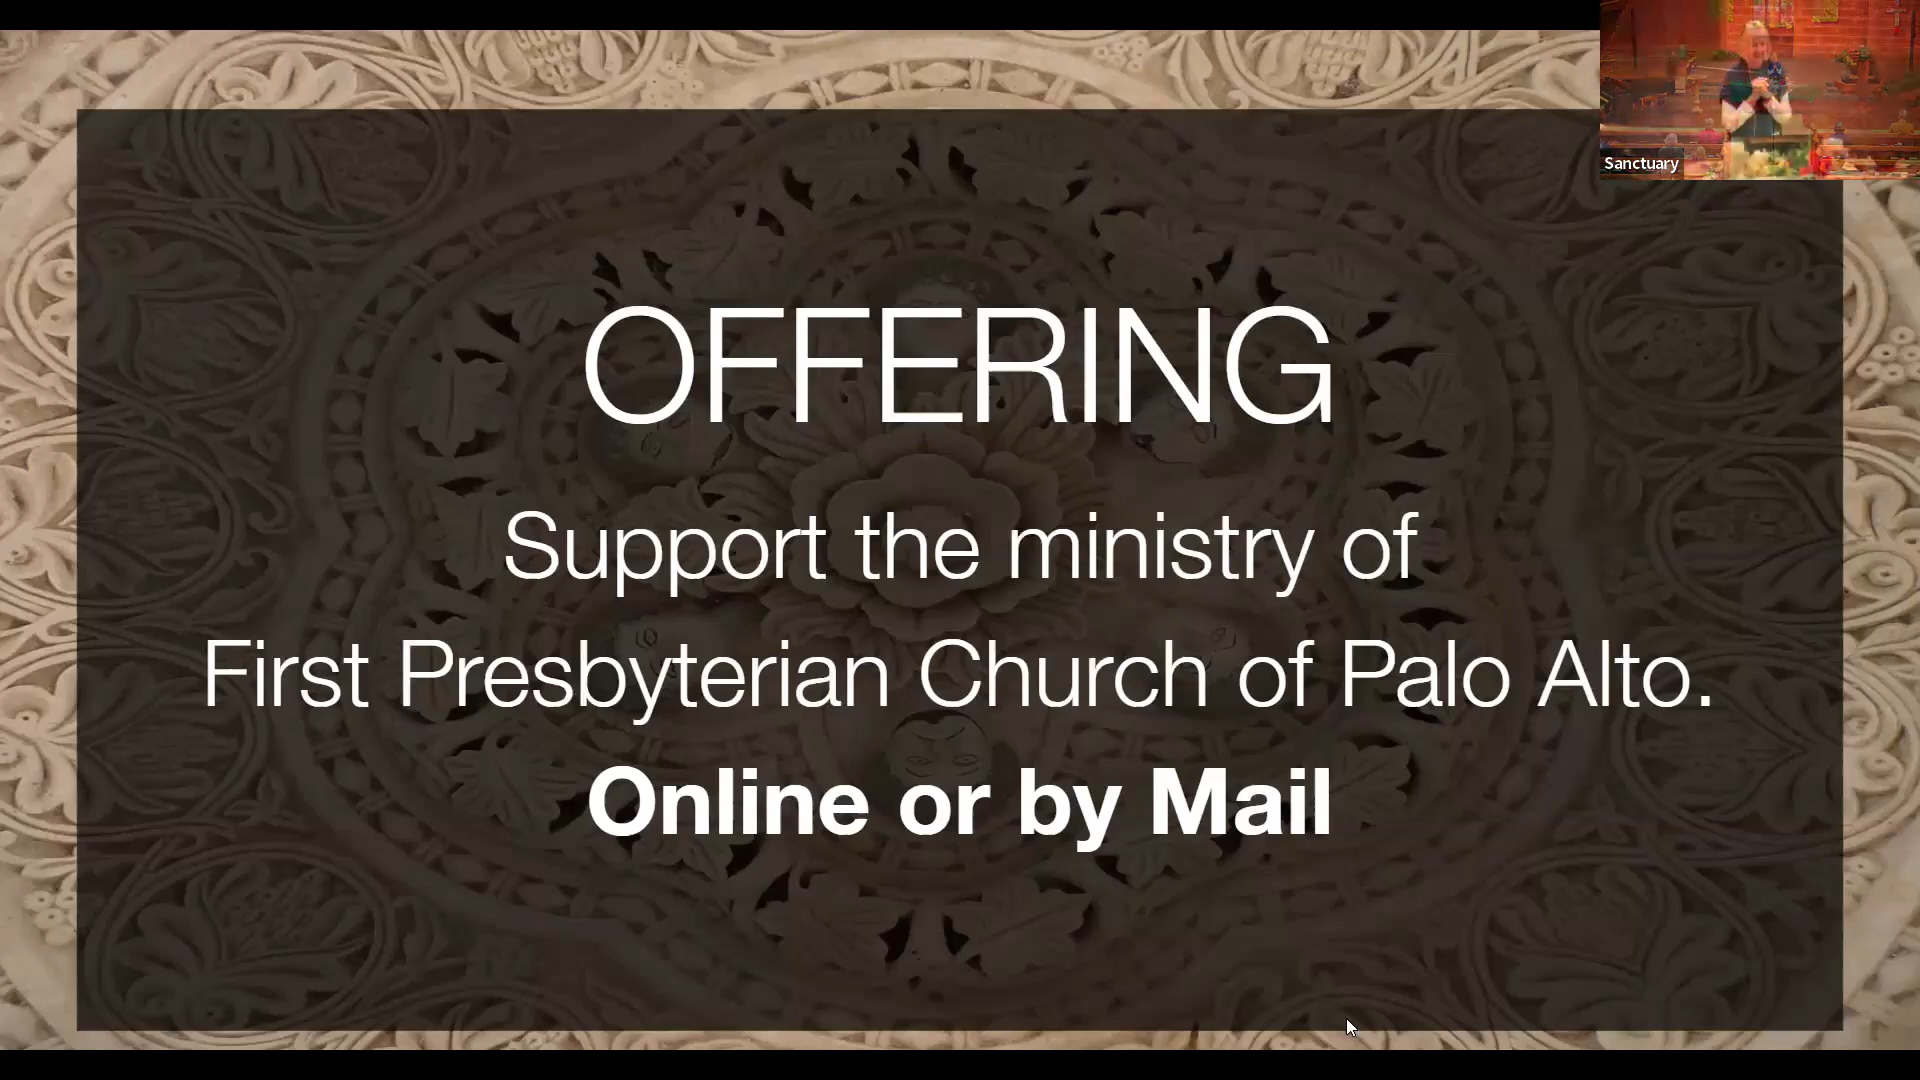 Sanctuary
OFFERING
Support the ministry of
First Presbyterian Church of Palo Alto.
Online or by Mail